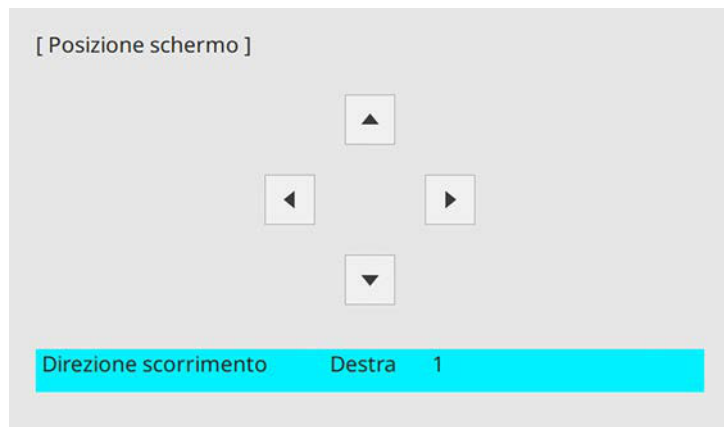 [ Posizione schermo ]
Direzione scorrimento Destra 1